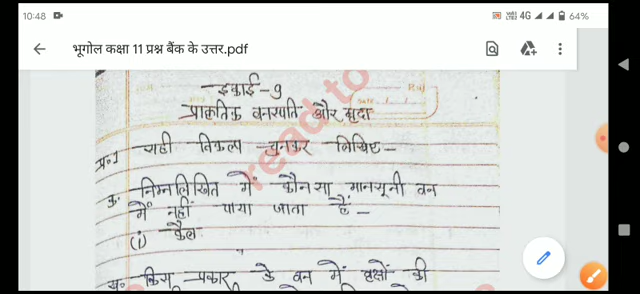 10:48 4G 64%
भूगोल कक्षा 11 प्रश्न बैंक के उत्तर.pdf
इकाई-9
प्राकृतिक वनस्पति और मृदा
प्र॰1 सही विकल्प चुनकर लिखिए -
क॰ निम्नलिखित में कौनसा मानसूनी वन
में नहीं पाया जाता है -
(i) कैल
ख॰ किस प्रकार के वन में वृक्षों की